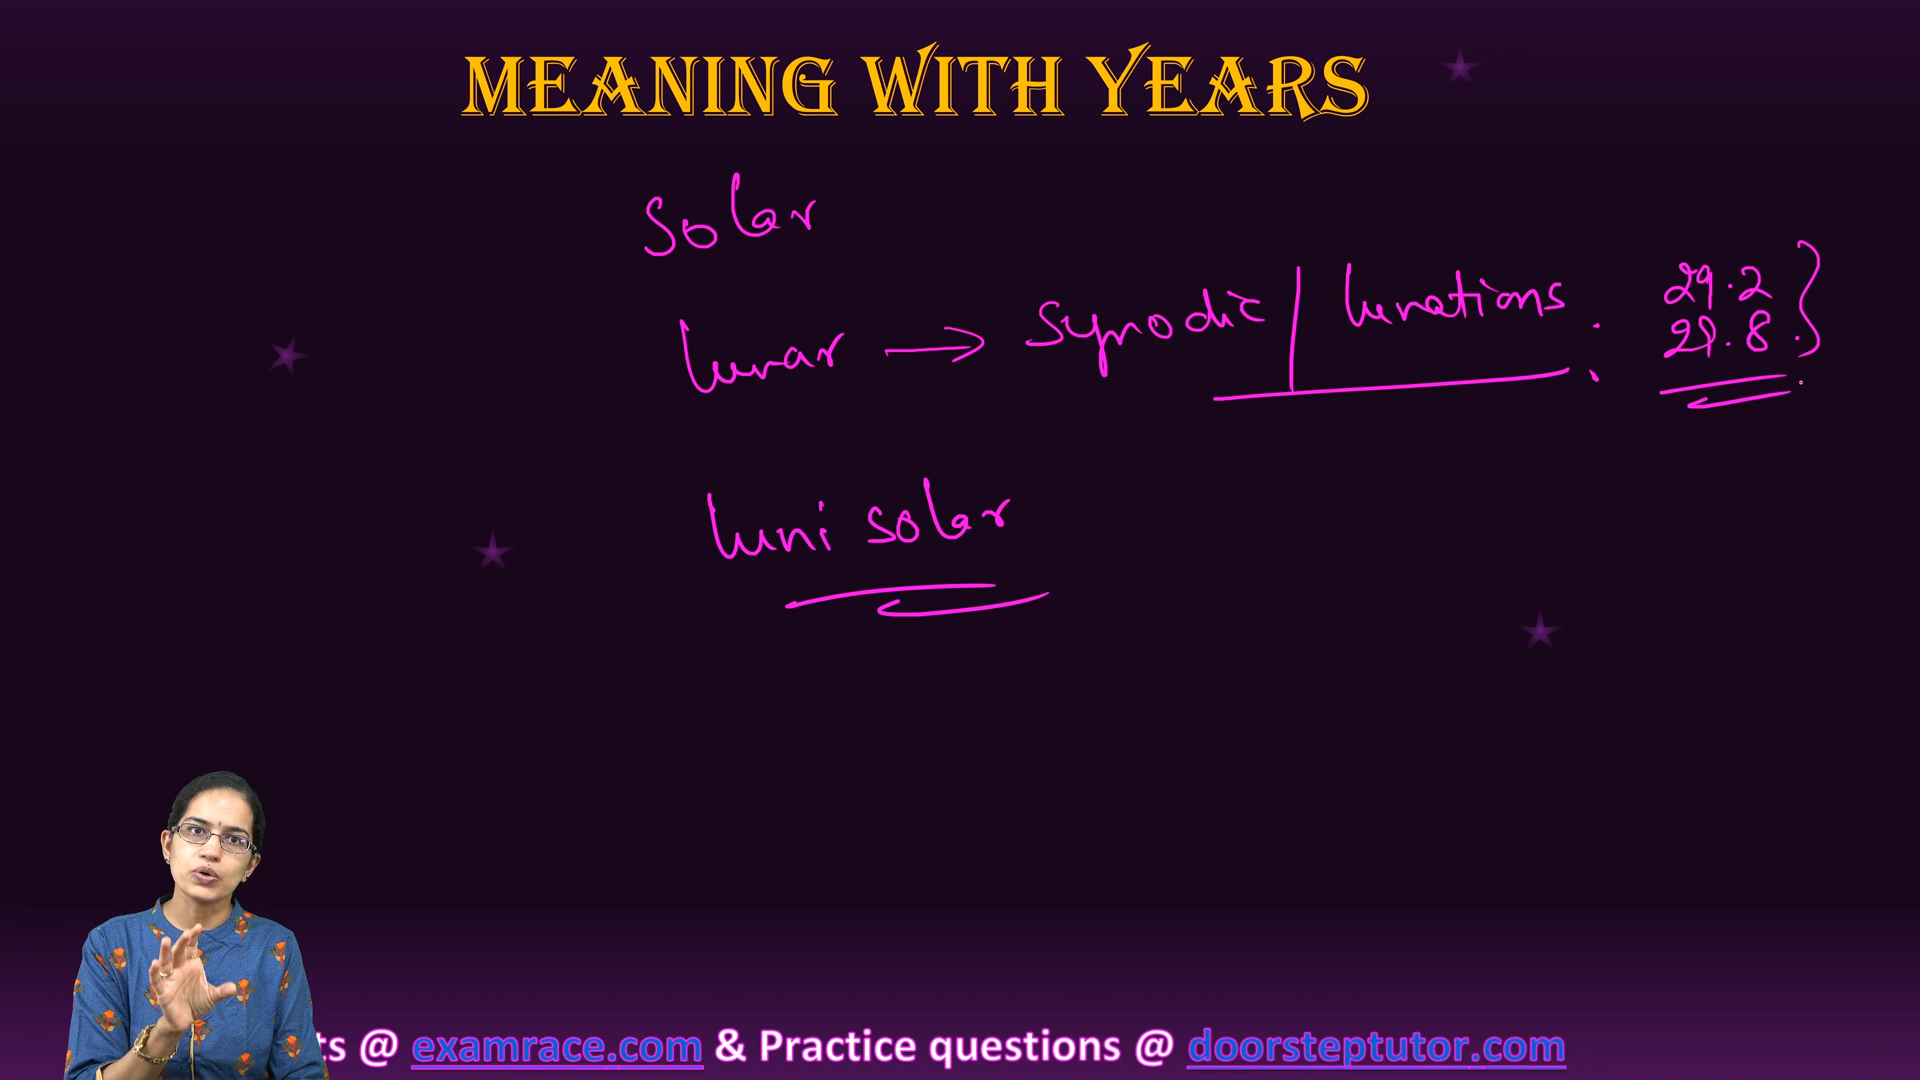 MEANING WITH YEARS
Solar
lunar → Synodic | lunations : 29.2
29.8
luni solar
ts @ examrace.com & Practice questions @ doorsteptutor.com